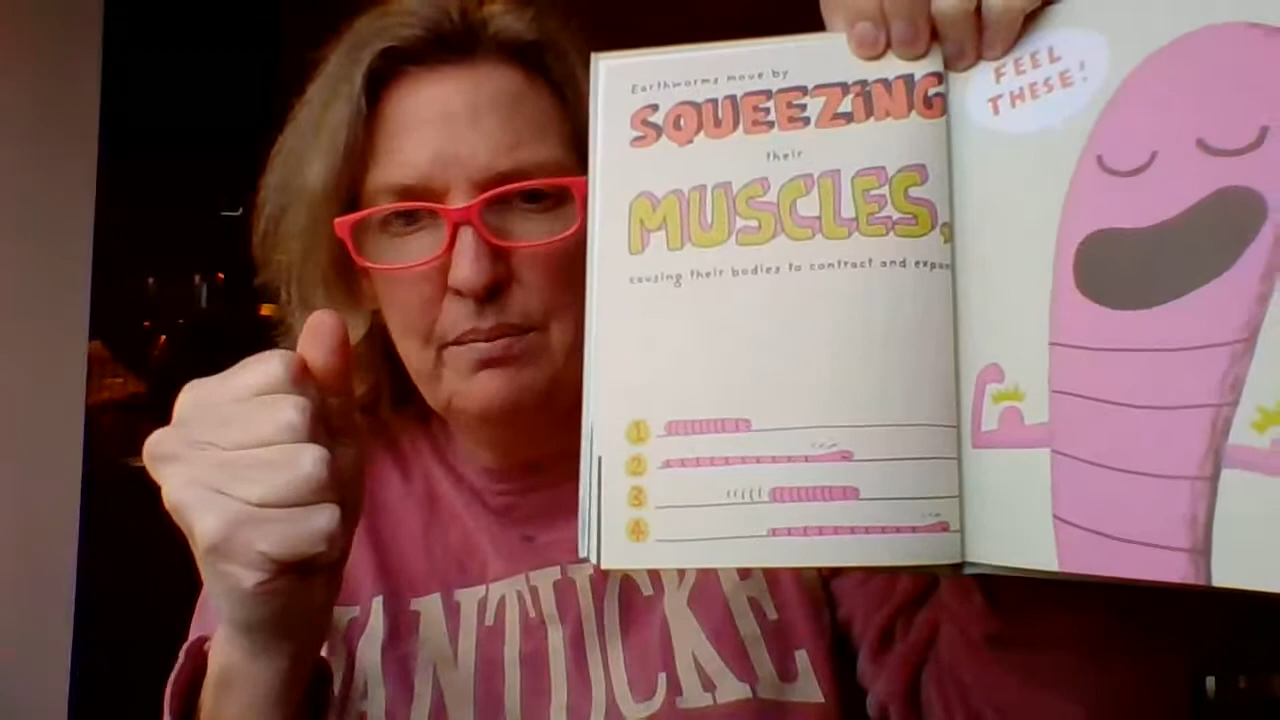 Earthworms move by
SQUEEZING
their
MUSCLES,
causing their bodies to contract and expan
1
2
3
4
FEEL
THESE!
NANTUCKE